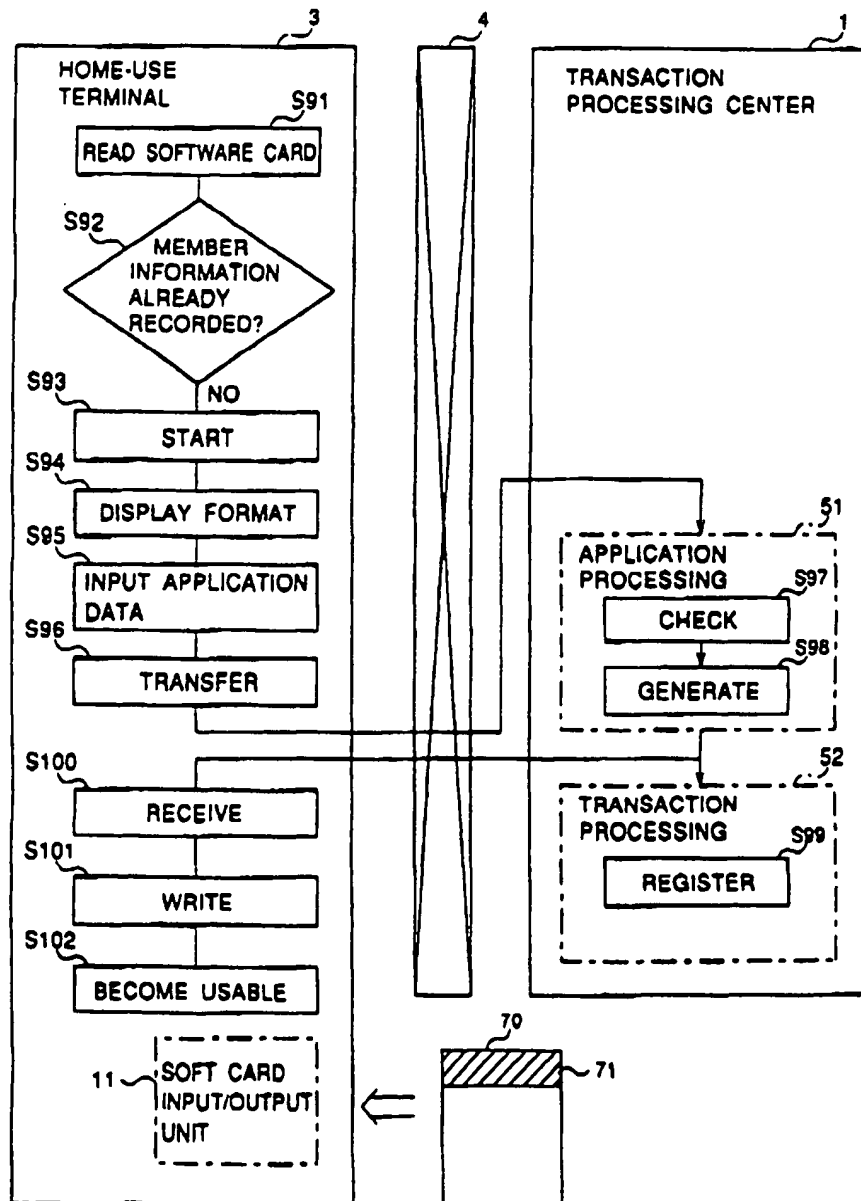 3
4
1
HOME-USE
TERMINAL
TRANSACTION
PROCESSING CENTER
S91
READ SOFTWARE CARD
S92
MEMBER
INFORMATION
ALREADY
RECORDED?
NO
S93
START
S94
DISPLAY FORMAT
S95
INPUT APPLICATION
DATA
S96
TRANSFER
51
APPLICATION
PROCESSING
S97
CHECK
S98
GENERATE
S100
RECEIVE
52
TRANSACTION
PROCESSING
S99
REGISTER
S101
WRITE
S102
BECOME USABLE
11
SOFT CARD
INPUT/OUTPUT
UNIT
70
71